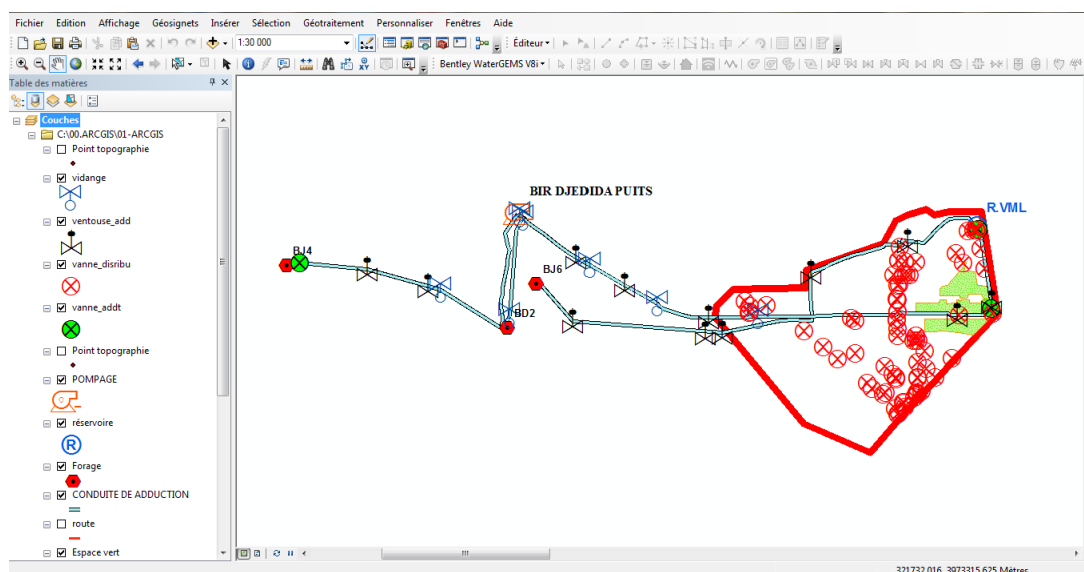 Fichier Edition Affichage Géosignets Insérer Sélection Géotraitement Personnaliser Fenêtres Aide
1:30 000
Éditeur
Bentley WaterGEMS V8i
Table des matières
Couches
C:\00.ARCGIS\01-ARCGIS
Point topographie
vidange
ventouse_add
vanne_disribu
vanne_addt
Point topographie
POMPAGE
réservoire
R
Forage
CONDUITE DE ADDUCTION
route
Espace vert
BIR DJEDIDA PUITS
R.VML
BJ4
BJ6
BD2
321732,016 3973315,625 Mètres